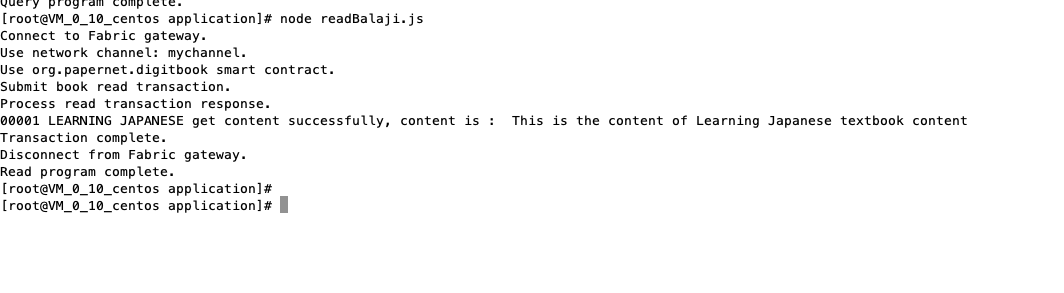 Query program complete.
[root@VM_0_10_centos application]# node readBalaji.js
Connect to Fabric gateway.
Use network channel: mychannel.
Use org.papernet.digitbook smart contract.
Submit book read transaction.
Process read transaction response.
00001 LEARNING JAPANESE get content successfully, content is :  This is the content of Learning Japanese textbook content
Transaction complete.
Disconnect from Fabric gateway.
Read program complete.
[root@VM_0_10_centos application]#
[root@VM_0_10_centos application]#